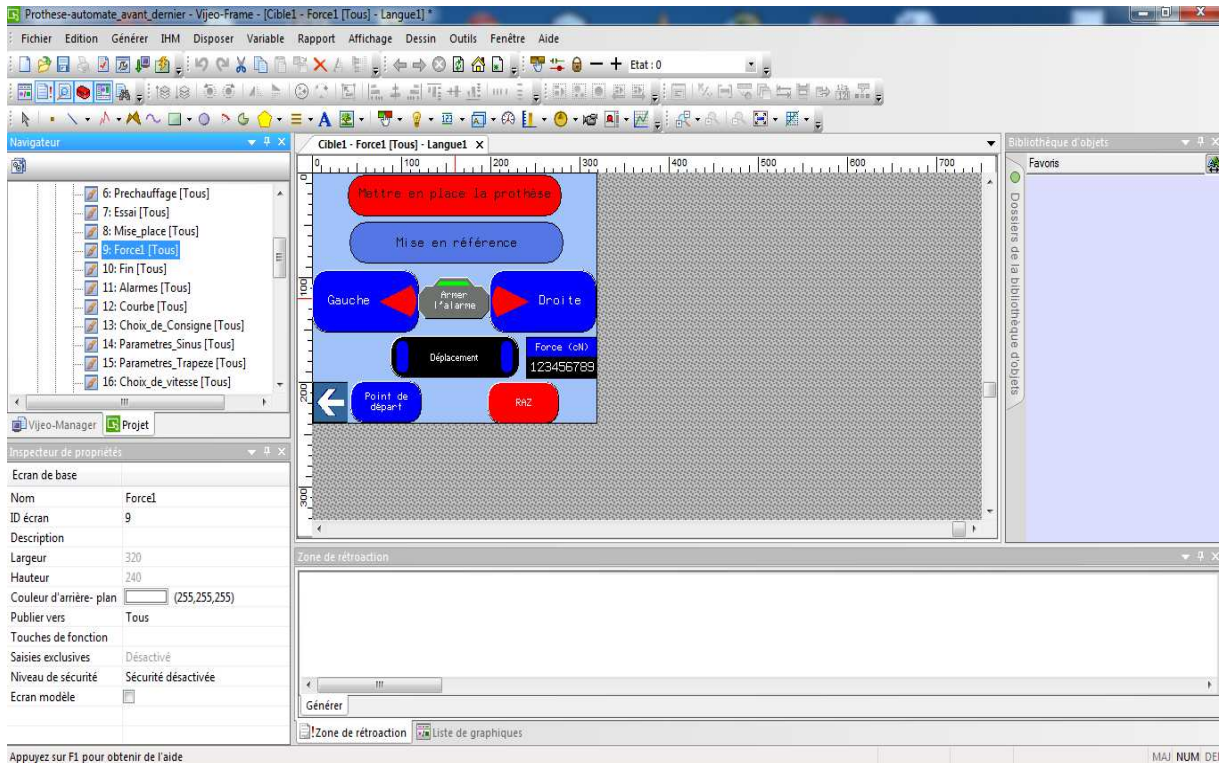 Prothese-automate_avant_dernier - Vijeo-Frame - [Cible1 - Force1 [Tous] - Langue1] *
Fichier Edition Générer IHM Disposer Variable Rapport Affichage Dessin Outils Fenêtre Aide
Etat : 0
Navigateur
6: Prechauffage [Tous]
7: Essai [Tous]
8: Mise_place [Tous]
9: Force1 [Tous]
10: Fin [Tous]
11: Alarmes [Tous]
12: Courbe [Tous]
13: Choix_de_Consigne [Tous]
14: Parametres_Sinus [Tous]
15: Parametres_Trapeze [Tous]
16: Choix_de_vitesse [Tous]
Vijeo-Manager Projet
Inspecteur de propriétés
Ecran de base
Nom Force1
ID écran 9
Description
Largeur 320
Hauteur 240
Couleur d'arrière- plan (255,255,255)
Publier vers Tous
Touches de fonction
Saisies exclusives Désactivé
Niveau de sécurité Sécurité désactivée
Ecran modèle
Cible1 - Force1 [Tous] - Langue1 X
0 100 200 300 400 500 600 700
0
100
200
300
Mettre en place la prothèse
Mise en référence
Gauche
Armer
l'alarme
Droite
Déplacement
Force (cN)
123456789
Point de
départ
RAZ
Bibliothèque d'objets
Favoris
Dossiers de la bibliothèque d'objets
Zone de rétroaction
Générer
Zone de rétroaction Liste de graphiques
Appuyez sur F1 pour obtenir de l'aide
MAJ NUM